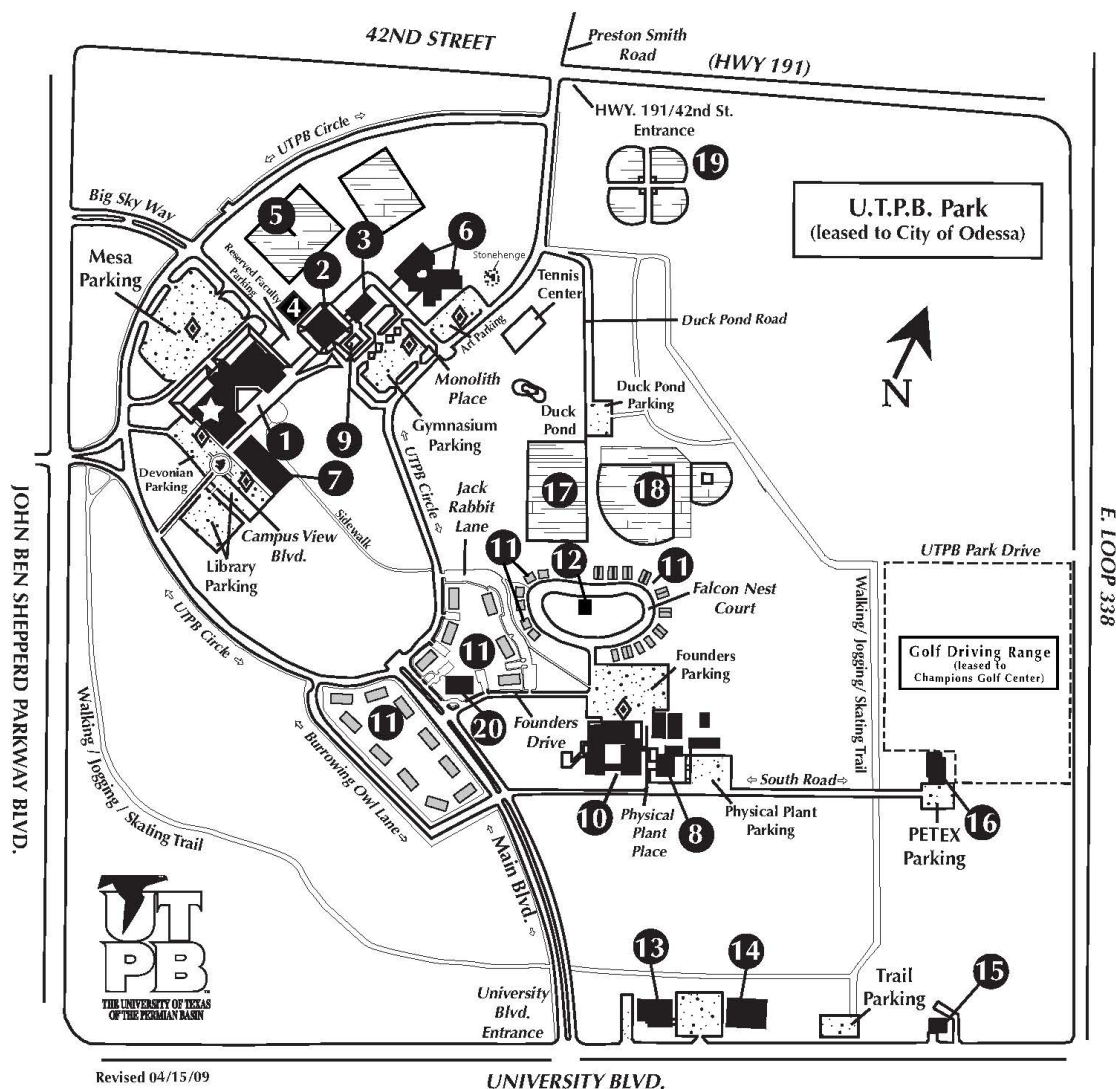 42ND STREET
Preston Smith
Road
(HWY 191)
HWY. 191/42nd St.
Entrance
19
UTPB Circle
Big Sky Way
U.T.P.B. Park
(leased to City of Odessa)
5
3
6
2
Stonehenge
Mesa
Parking
Reserved Faculty
Parking
4
Tennis
Center
Art Parking
Duck Pond Road
Monolith
Place
N
Duck Pond
Parking
Gymnasium
Parking
Duck
Pond
1
9
7
Devonian
Parking
Campus View
Blvd.
Library
Parking
Sidewalk
UTPB Circle
Jack
Rabbit
Lane
17
18
11
12
11
Falcon Nest
Court
UTPB Park Drive
JOHN BEN SHEPPERD PARKWAY BLVD.
E. LOOP 338
UTPB Circle
11
Founders
Parking
Golf Driving Range
(leased to
Champions Golf Center)
Walking/ Jogging/ Skating Trail
11
20
Founders
Drive
Burrowing Owl Lane
South Road
10
Physical
Plant
Place
8
Physical Plant
Parking
16
PETEX
Parking
Walking / Jogging / Skating Trail
Main Blvd.
UT
PB
THE UNIVERSITY OF TEXAS
OF THE PERMIAN BASIN
13
14
15
Trail
Parking
University
Blvd.
Entrance
Revised 04/15/09
UNIVERSITY BLVD.